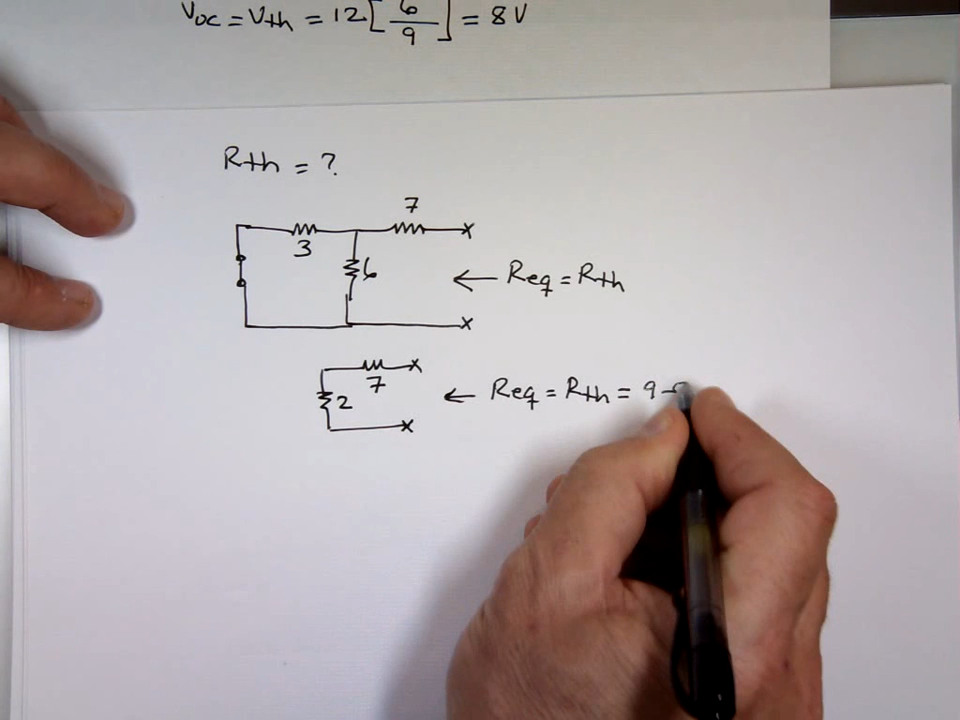 Voc = Vth = 12 [6/9] = 8 V
Rth = ?
7
3
6
← Req = Rth
7
2
← Req = Rth = 9